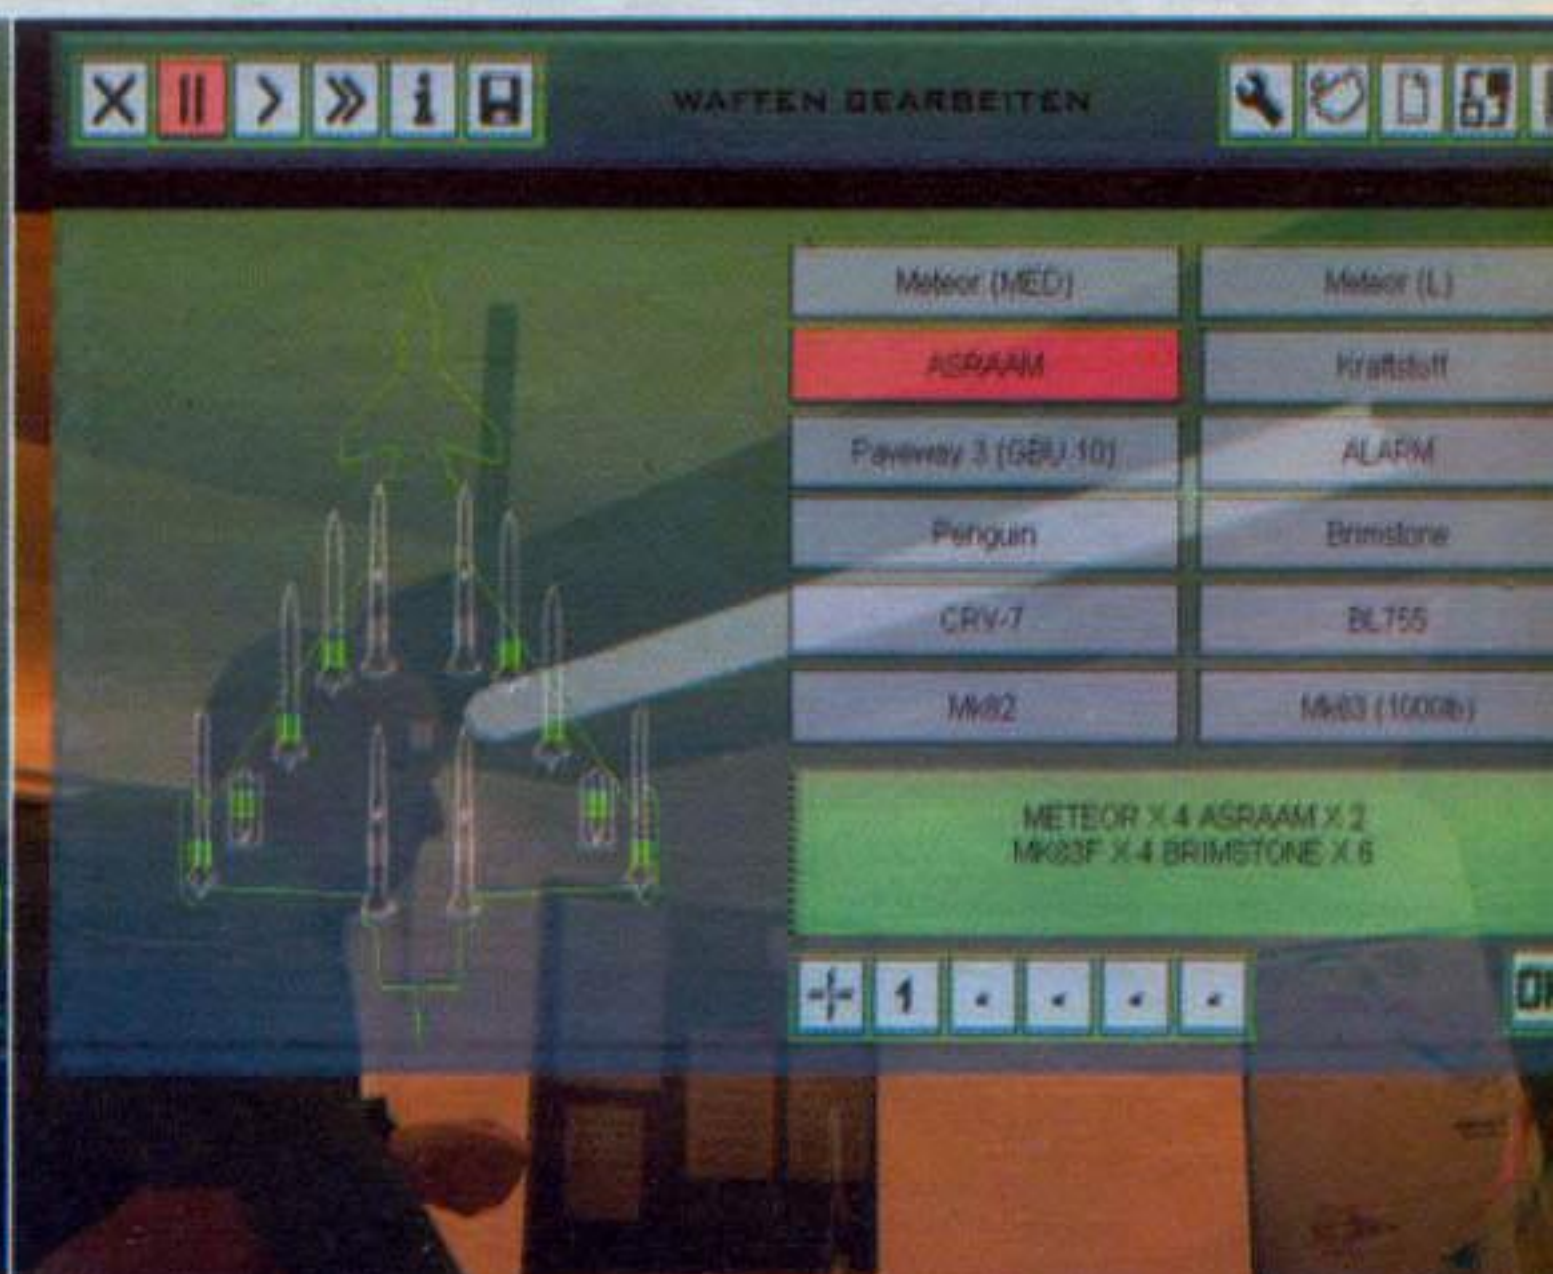 WAFFEN BEARBEITEN
Meteor (MED)
Meteor (L)
ASRAAM
Kraftstoff
Paveway 3 (GBU 10)
ALARM
Penguin
Brimstone
CRV-7
BL755
Mk82
Mk83 (1000lb)
METEOR X 4 ASRAAM X 2
MK83F X 4 BRIMSTONE X 6
1